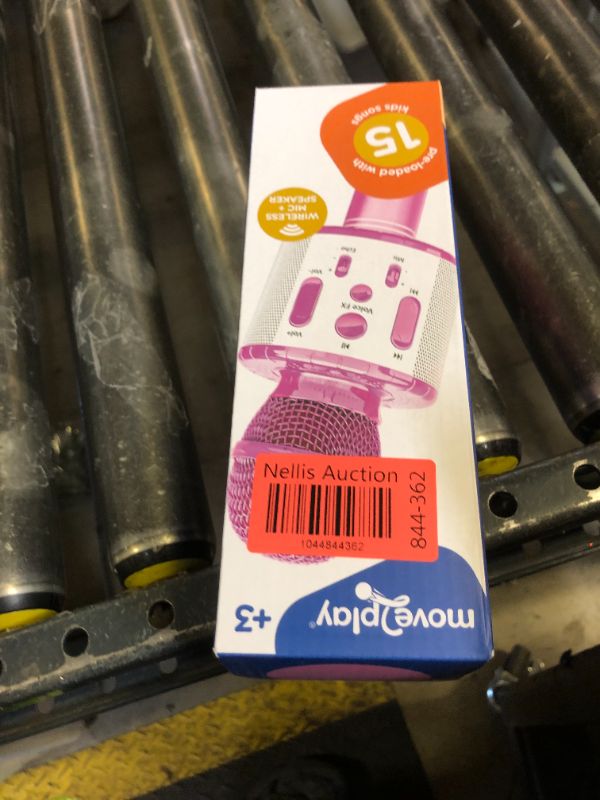 move2play®
+3
Vol+
Vol-
Voice FX
Echo
Mic
WIRELESS
MIC +
SPEAKER
pre-loaded with
15
kids songs
Nellis Auction
1044844362
844-362